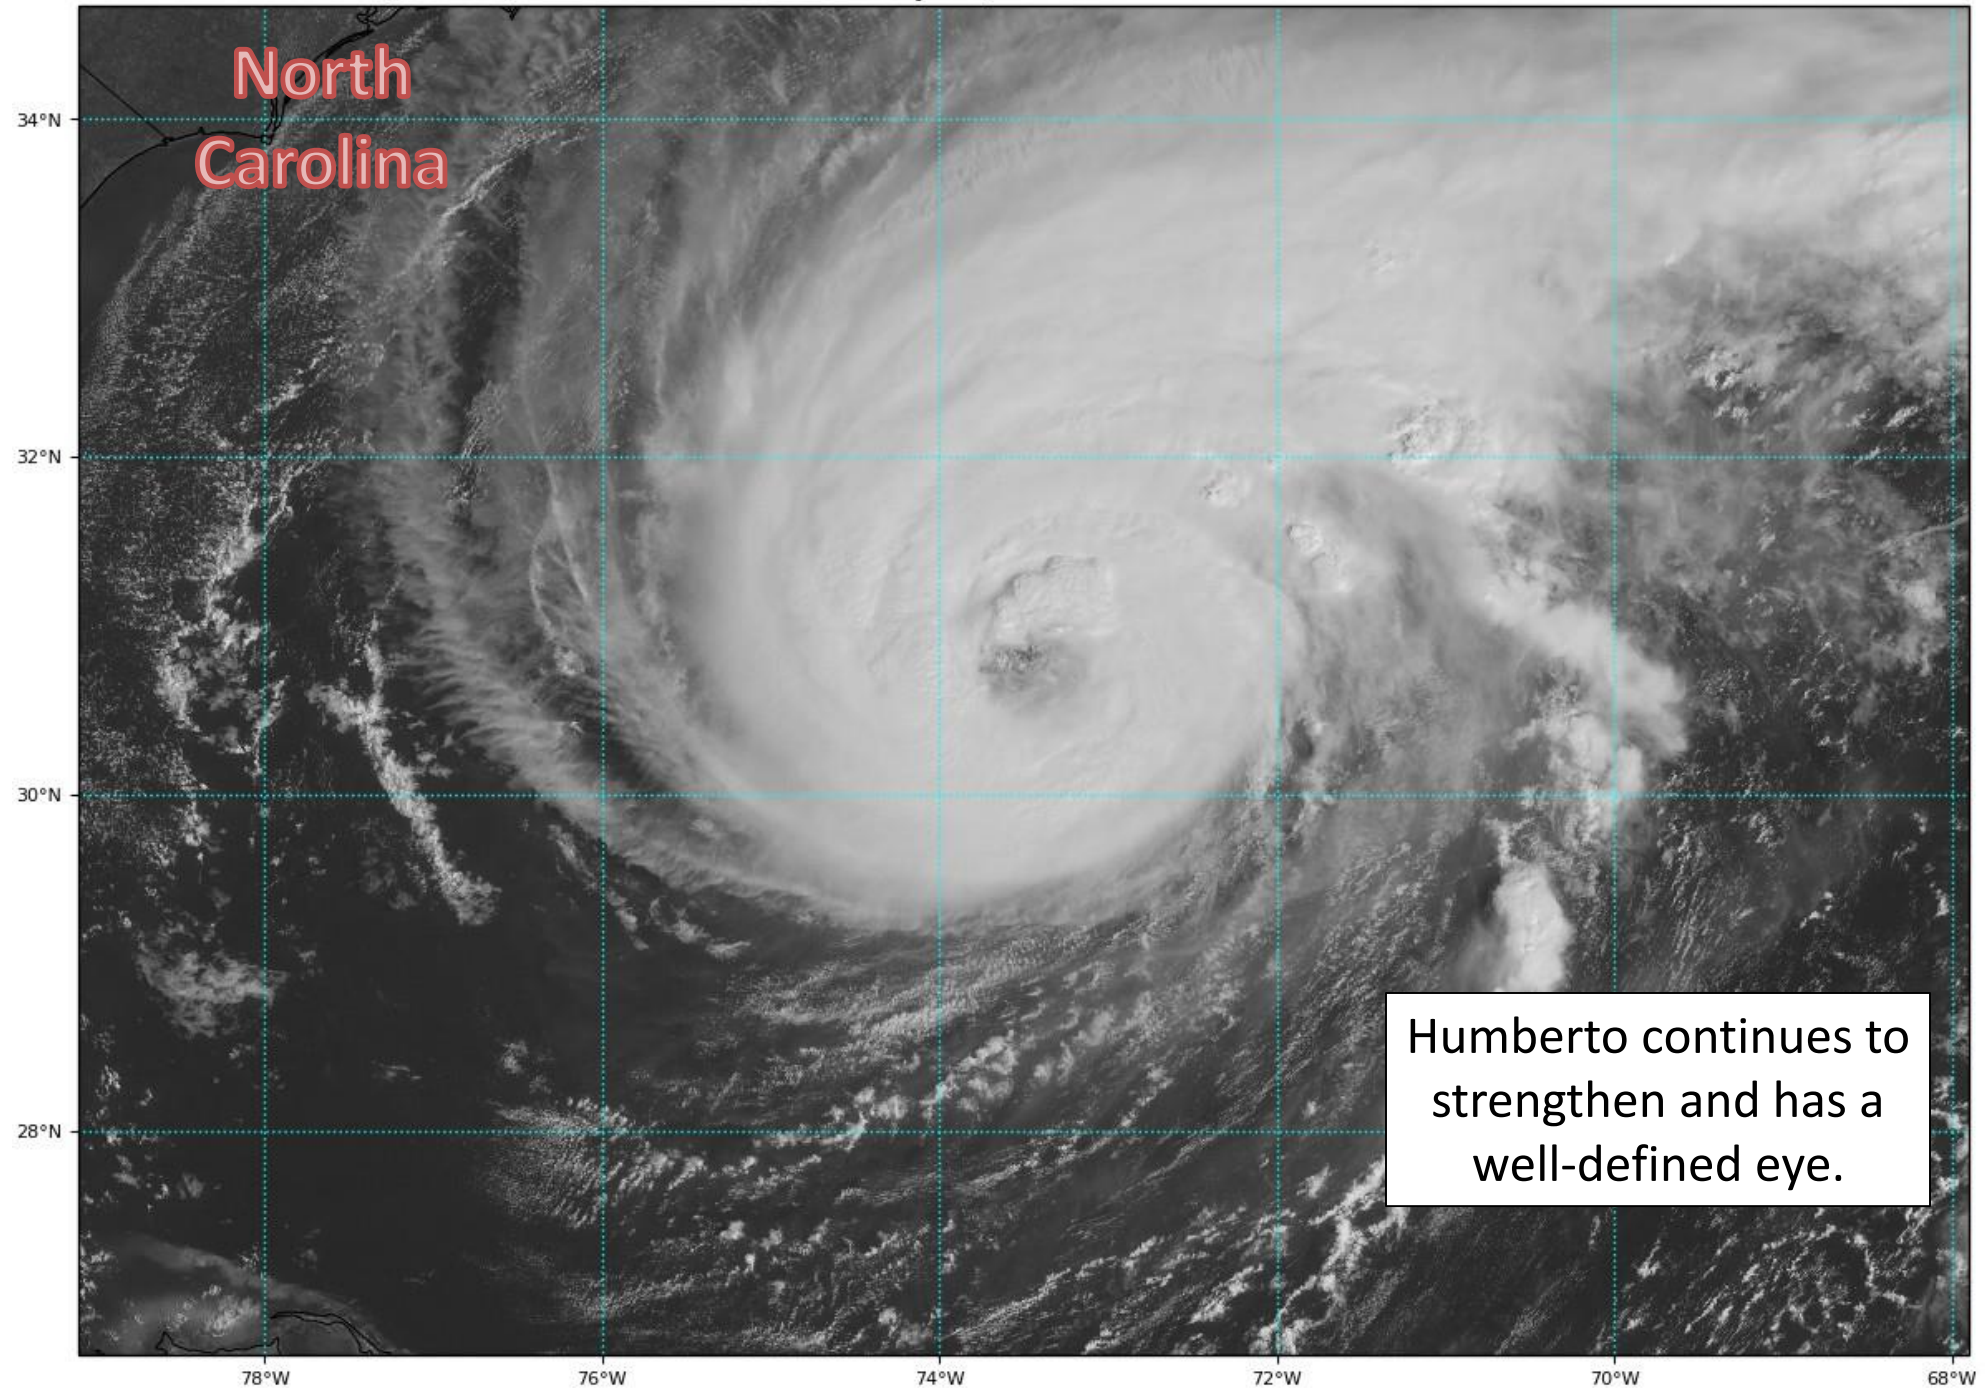 North
Carolina
34°N
32°N
30°N
28°N
Humberto continues to
strengthen and has a
well-defined eye.
78°W
76°W
74°W
72°W
70°W
68°W